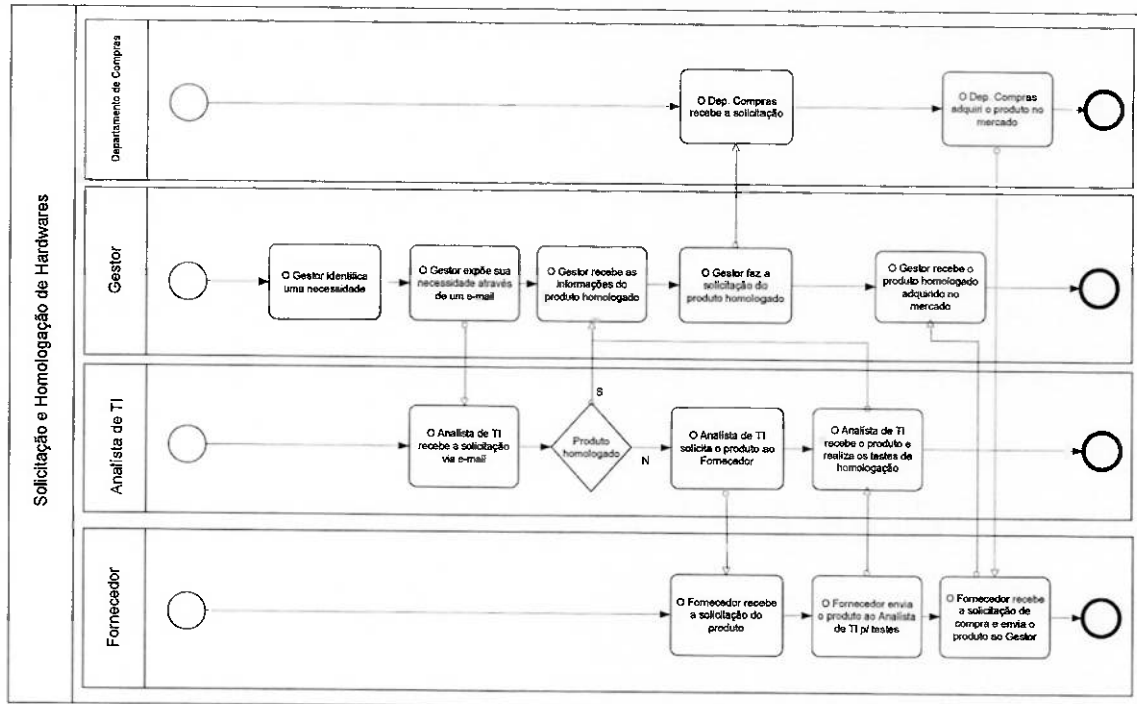 Solicitação e Homologação de Hardwares
Departamento de Compras
O Dep. Compras
recebe a solicitação
O Dep. Compras
adquiri o produto no
mercado
Gestor
O Gestor identifica
uma necessidade
O Gestor expõe sua
necessidade através
de um e-mail
O Gestor recebe as
informações do
produto homologado
O Gestor faz a
solicitação do
produto homologado
O Gestor recebe o
produto homologado
adquirido no
mercado
Analista de TI
O Analista de TI
recebe a solicitação
via e-mail
Produto
homologado
S
N
O Analista de TI
solicita o produto ao
Fornecedor
O Analista de TI
recebe o produto e
realiza os testes de
homologação
Fornecedor
O Fornecedor recebe
a solicitação do
produto
O Fornecedor envia
o produto ao Analista
de TI p/ testes
O Fornecedor recebe
a solicitação de
compra e envia o
produto ao Gestor